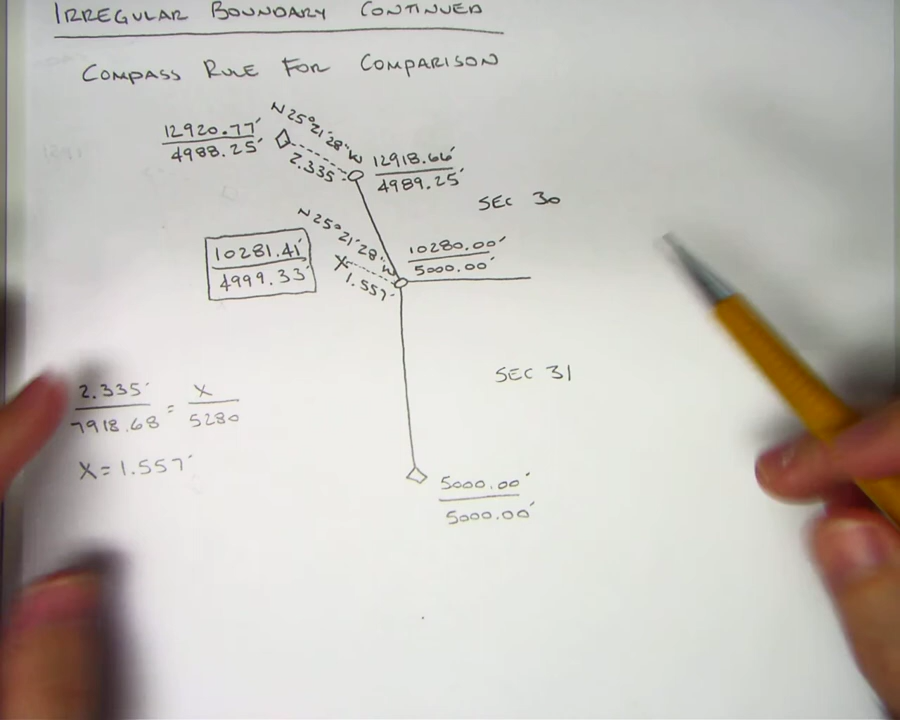 IRREGULAR BOUNDARY CONTINUED
COMPASS RULE FOR COMPARISON
N 25°21'28" W
12920.77'
4988.25'
2.335'
12918.66'
4989.25'
SEC 30
N 25°21'28" W
10281.41'
4999.33'
X
1.557'
10280.00'
5000.00'
SEC 31
2.335' = X
7918.68 5280
X = 1.557'
5000.00'
5000.00'